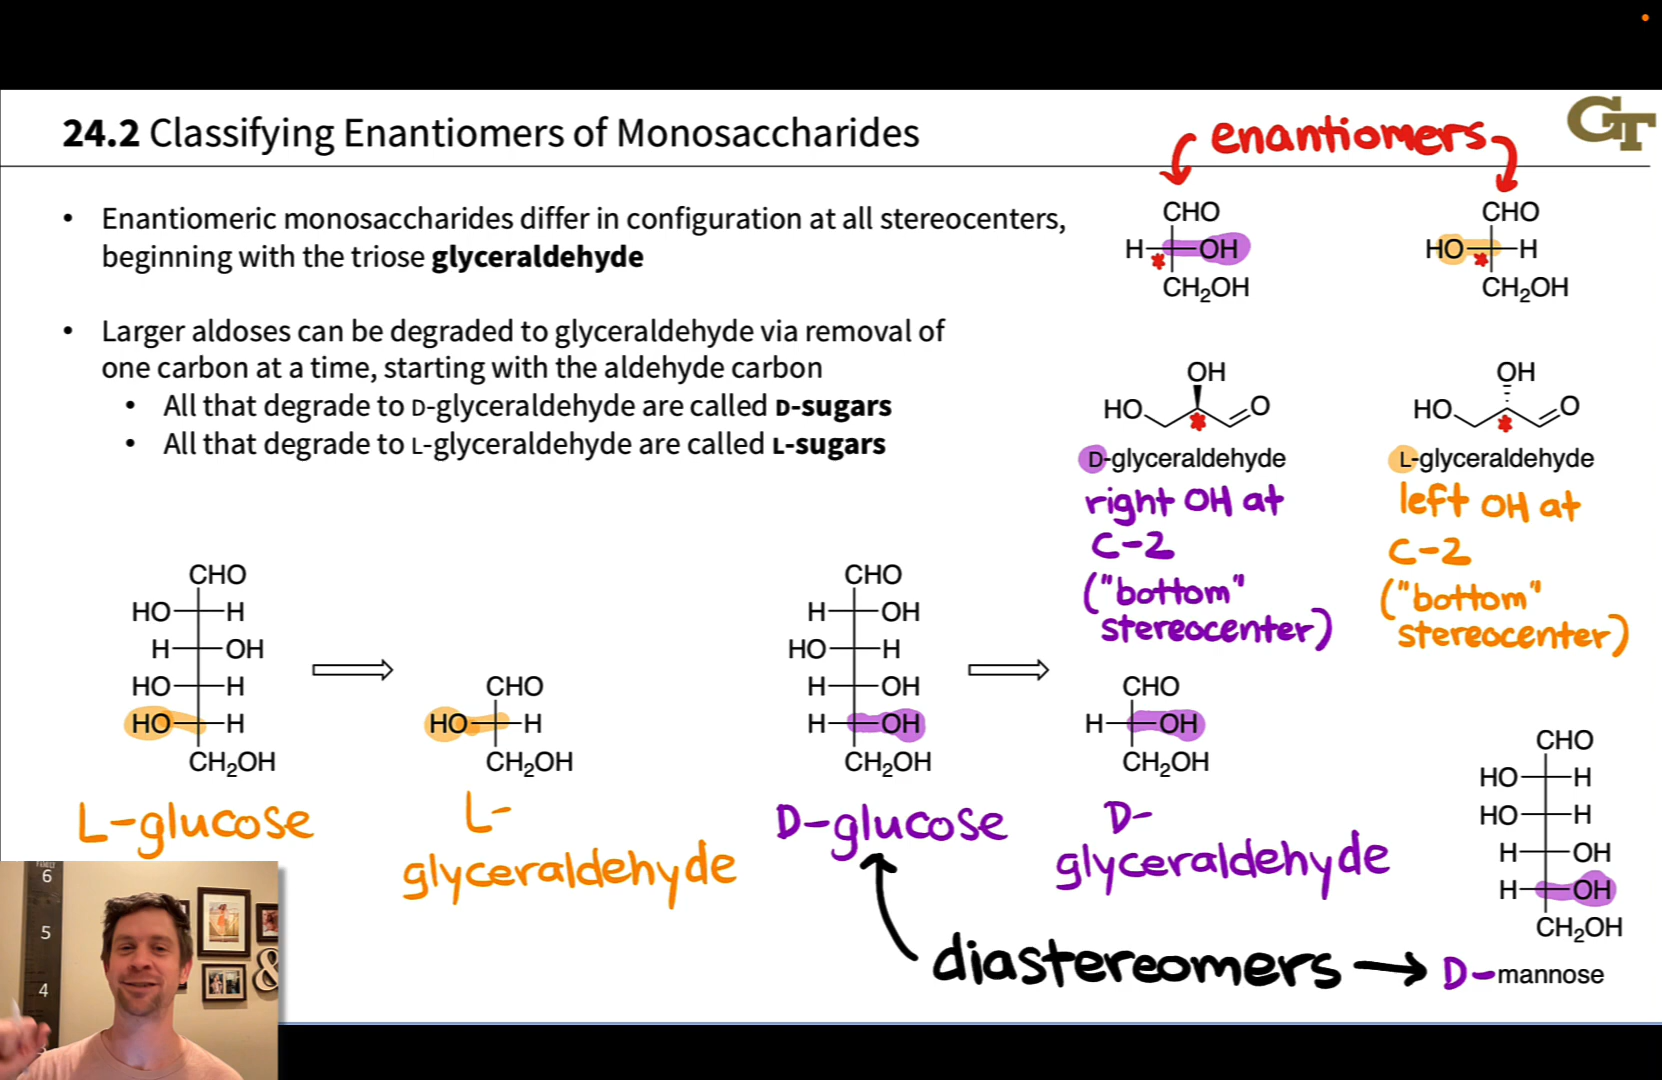 24.2 Classifying Enantiomers of Monosaccharides
GT
enantiomers
• Enantiomeric monosaccharides differ in configuration at all stereocenters,
beginning with the triose glyceraldehyde
• Larger aldoses can be degraded to glyceraldehyde via removal of
one carbon at a time, starting with the aldehyde carbon
• All that degrade to D-glyceraldehyde are called D-sugars
• All that degrade to L-glyceraldehyde are called L-sugars
CHO
H OH
*
CH₂OH
CHO
HO H
*
CH₂OH
OH
HO O
*
D-glyceraldehyde
right OH at
C-2
("bottom"
stereocenter)
OH
HO O
*
L-glyceraldehyde
left OH at
C-2
("bottom"
stereocenter)
CHO
HO H
H OH
HO H
HO H
CH₂OH
L-glucose
CHO
HO H
CH₂OH
L-
glyceraldehyde
CHO
H OH
HO H
H OH
H OH
CH₂OH
D-glucose
CHO
H OH
CH₂OH
D-
glyceraldehyde
CHO
HO H
HO H
H OH
H OH
CH₂OH
D-mannose
diastereomers
6
5
4
&